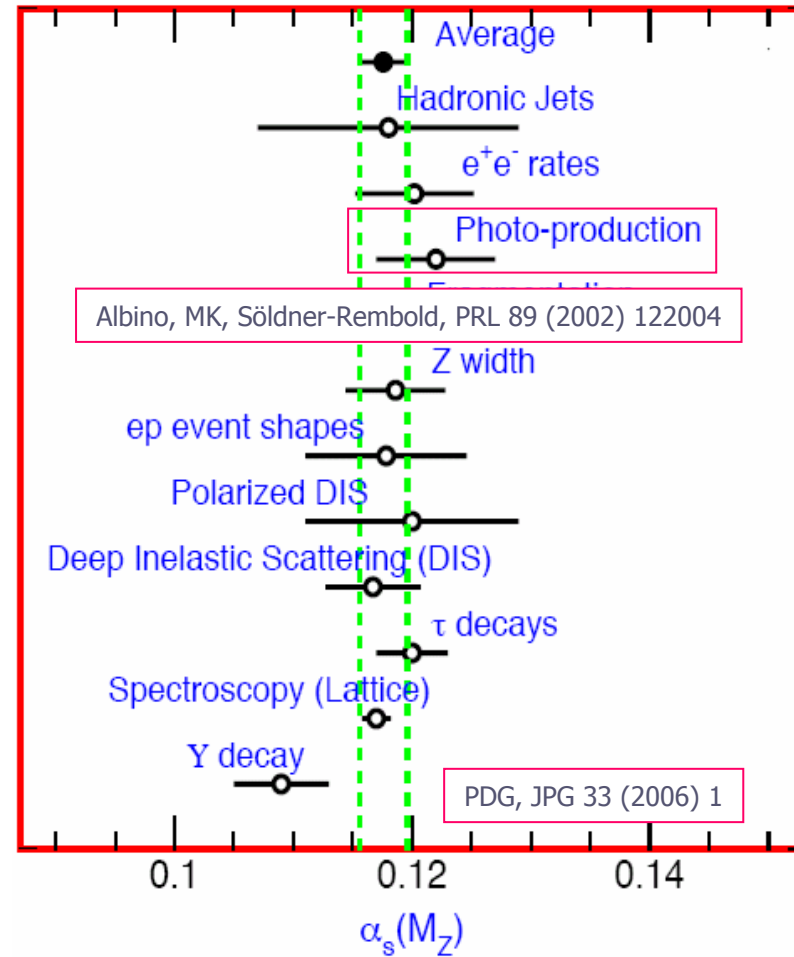 Average
Hadronic Jets
e⁺e⁻ rates
Photo-production
Albino, MK, Söldner-Rembold, PRL 89 (2002) 122004
Z width
ep event shapes
Polarized DIS
Deep Inelastic Scattering (DIS)
τ decays
Spectroscopy (Lattice)
Υ decay
PDG, JPG 33 (2006) 1
0.1 0.12 0.14
αₛ(M_Z)